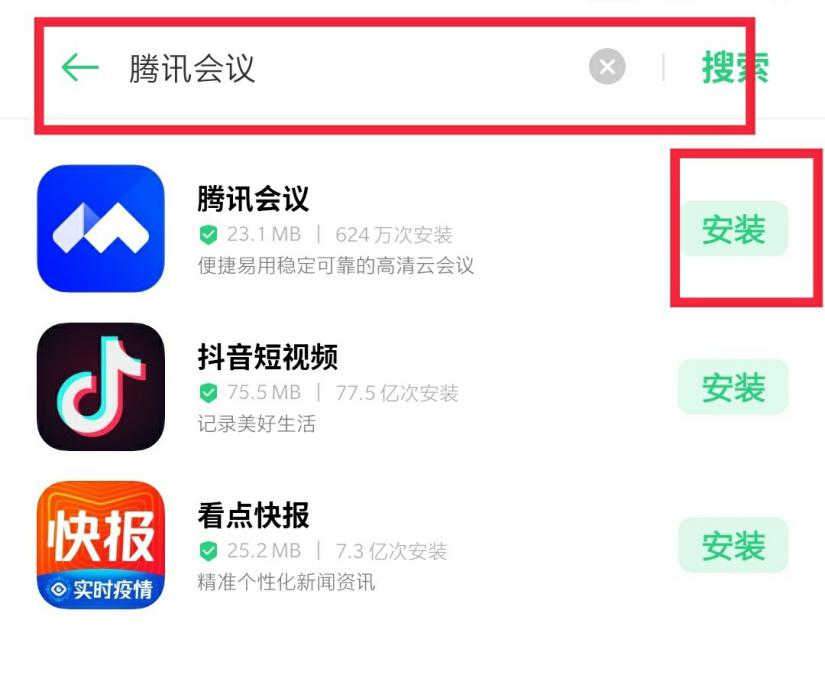 腾讯会议 搜索
腾讯会议
23.1 MB | 624 万次安装
便捷易用稳定可靠的高清云会议
安装
抖音短视频
75.5 MB | 77.5 亿次安装
记录美好生活
安装
快报
实时疫情
看点快报
25.2 MB | 7.3 亿次安装
精准个性化新闻资讯
安装